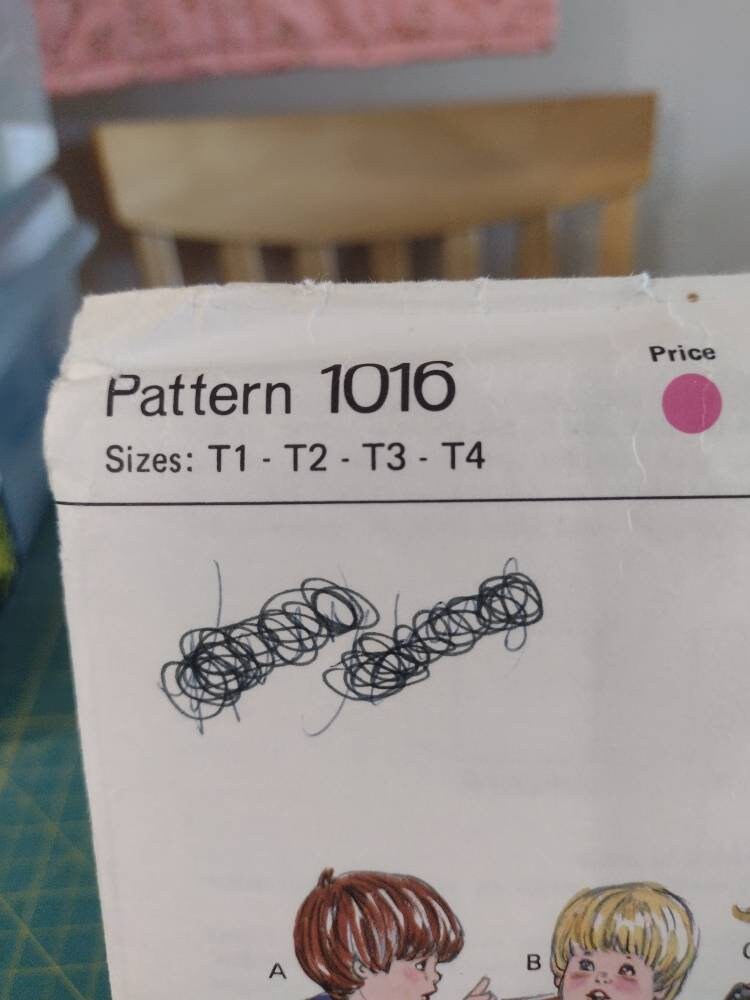 Pattern 1016
Price
Sizes: T1 - T2 - T3 - T4
A
B
C